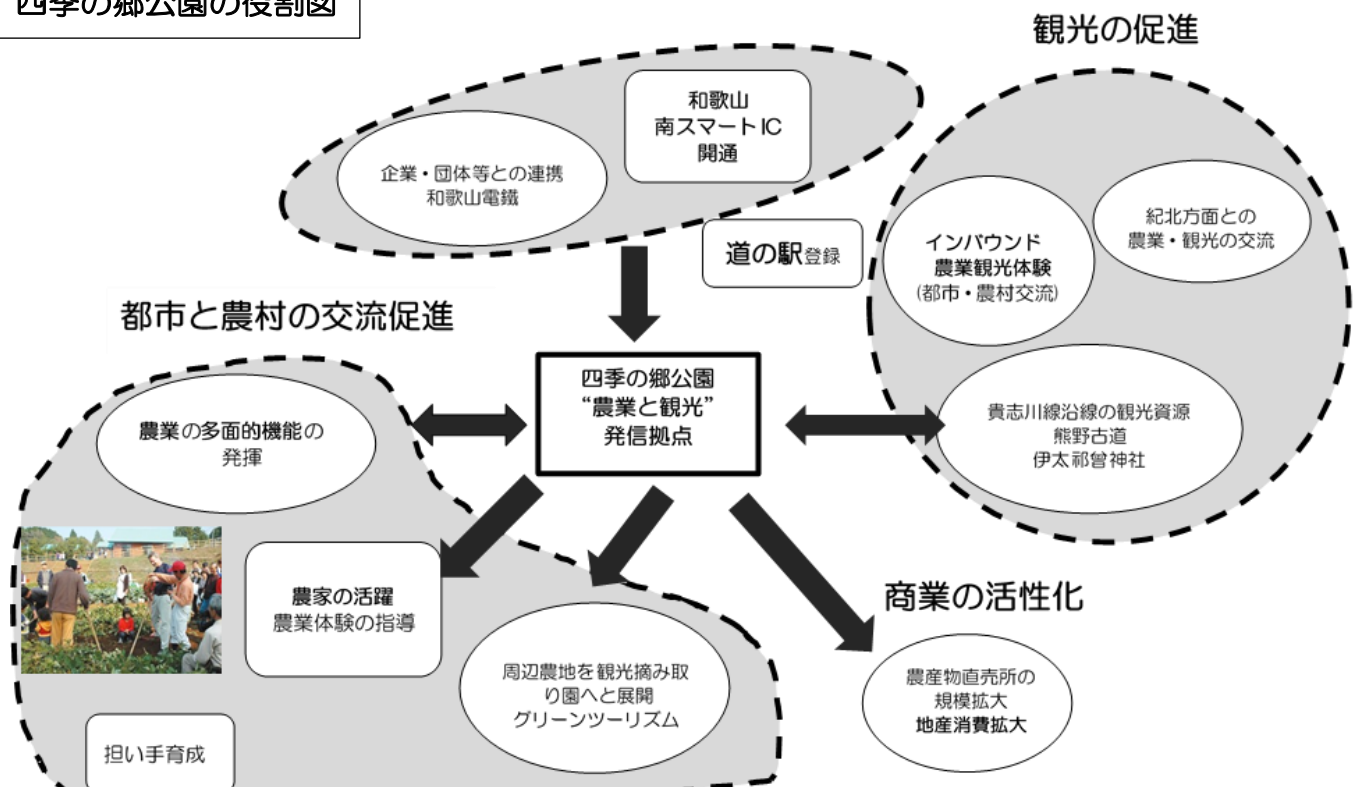 四季の郷公園の役割図
観光の促進
和歌山
南スマートIC
開通
企業・団体等との連携
和歌山電鐵
道の駅登録
インバウンド
農業観光体験
(都市・農村交流)
紀北方面との
農業・観光の交流
都市と農村の交流促進
四季の郷公園
“農業と観光”
発信拠点
貴志川線沿線の観光資源
熊野古道
伊太祁曾神社
農業の多面的機能の
発揮
農家の活躍
農業体験の指導
周辺農地を観光摘み取
り園へと展開
グリーンツーリズム
商業の活性化
農産物直売所の
規模拡大
地産消費拡大
担い手育成